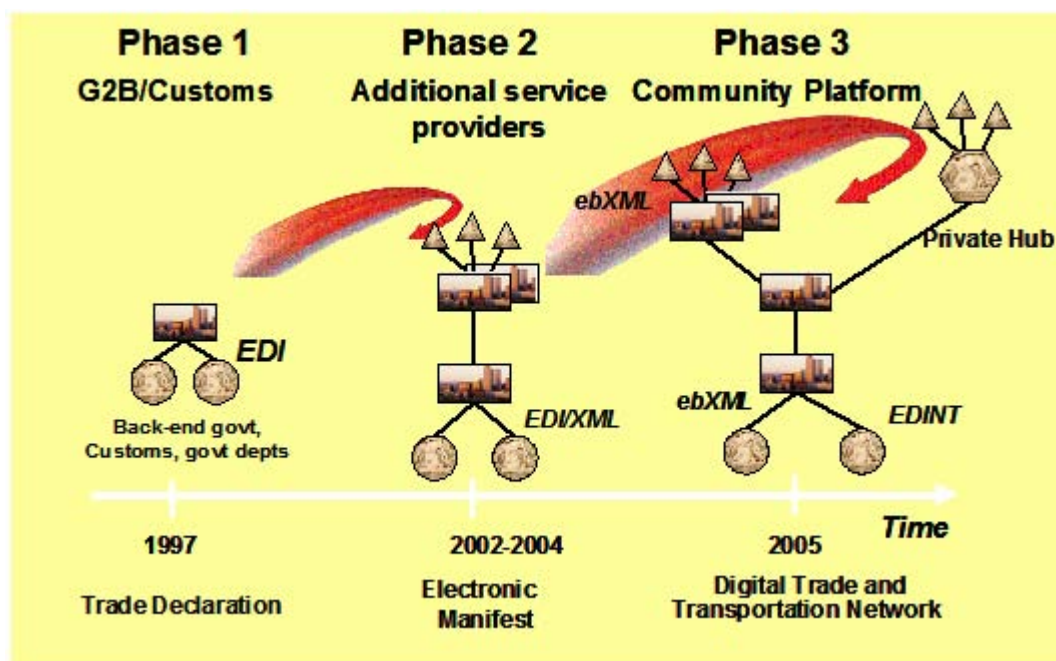 Phase 1
G2B/Customs
Phase 2
Additional service
providers
Phase 3
Community Platform
ebXML
Private Hub
EDI
Back-end govt,
Customs, govt depts
EDI/XML
ebXML
EDINT
Time
1997
2002-2004
2005
Trade Declaration
Electronic
Manifest
Digital Trade and
Transportation Network